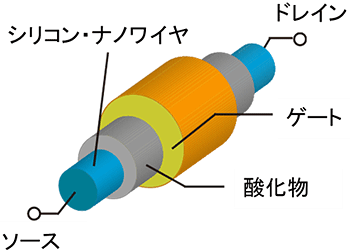 ドレイン
シリコン・ナノワイヤ
ゲート
酸化物
ソース